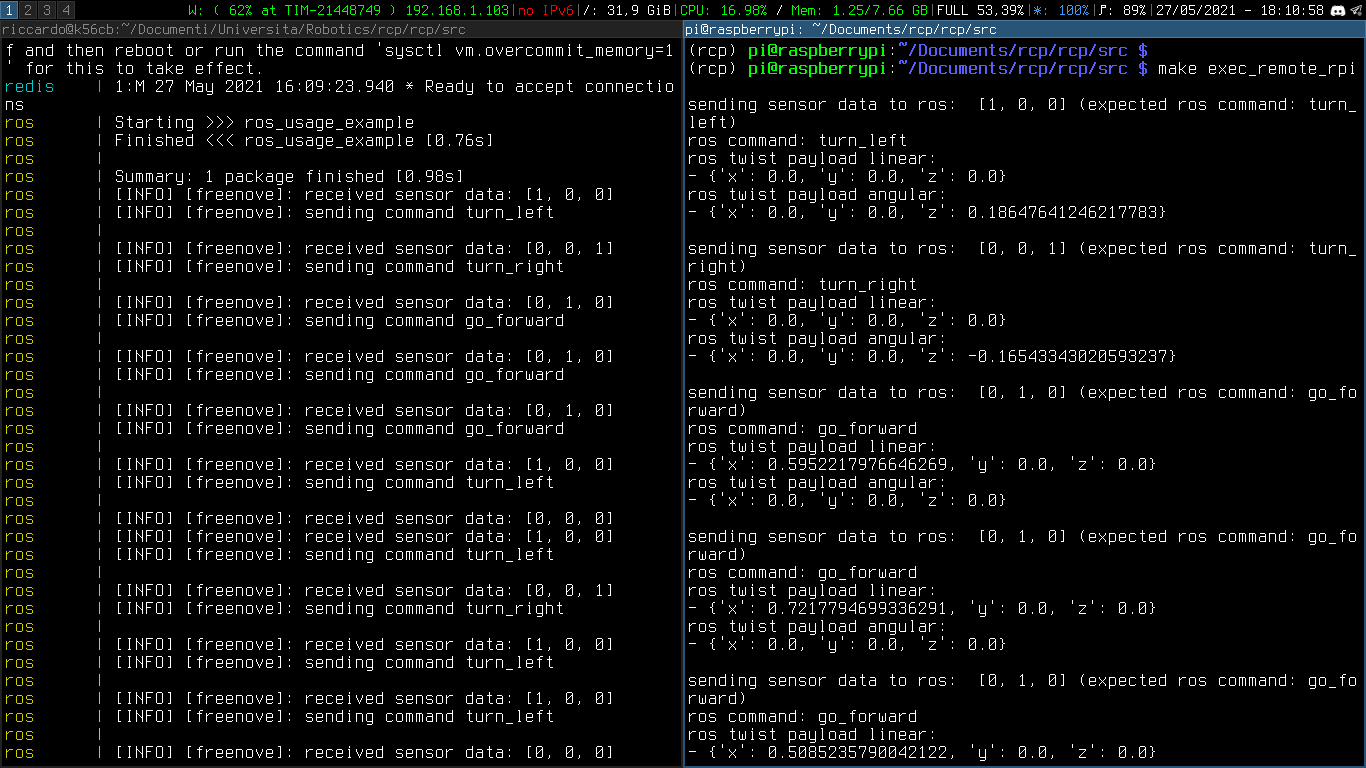 1 2 3 4 W: ( 62% at TIM-21448749 ) 192.168.1.103|no IPv6|/: 31,9 GiB|CPU: 16.98% / Mem: 1.25/7.66 GB|FULL 53,39%|*: 100%|♪: 89%|27/05/2021 - 18:10:58
riccardo@k56cb:~/Documenti/Universita/Robotics/rcp/rcp/src
f and then reboot or run the command 'sysctl vm.overcommit_memory=1
' for this to take effect.
redis    | 1:M 27 May 2021 16:09:23.940 * Ready to accept connectio
ns
ros      | Starting >>> ros_usage_example
ros      | Finished <<< ros_usage_example [0.76s]
ros      |
ros      | Summary: 1 package finished [0.98s]
ros      | [INFO] [freenove]: received sensor data: [1, 0, 0]
ros      | [INFO] [freenove]: sending command turn_left
ros      |
ros      | [INFO] [freenove]: received sensor data: [0, 0, 1]
ros      | [INFO] [freenove]: sending command turn_right
ros      |
ros      | [INFO] [freenove]: received sensor data: [0, 1, 0]
ros      | [INFO] [freenove]: sending command go_forward
ros      |
ros      | [INFO] [freenove]: received sensor data: [0, 1, 0]
ros      | [INFO] [freenove]: sending command go_forward
ros      |
ros      | [INFO] [freenove]: received sensor data: [0, 1, 0]
ros      | [INFO] [freenove]: sending command go_forward
ros      |
ros      | [INFO] [freenove]: received sensor data: [1, 0, 0]
ros      | [INFO] [freenove]: sending command turn_left
ros      |
ros      | [INFO] [freenove]: received sensor data: [0, 0, 0]
ros      | [INFO] [freenove]: received sensor data: [1, 0, 0]
ros      | [INFO] [freenove]: sending command turn_left
ros      |
ros      | [INFO] [freenove]: received sensor data: [0, 0, 1]
ros      | [INFO] [freenove]: sending command turn_right
ros      |
ros      | [INFO] [freenove]: received sensor data: [1, 0, 0]
ros      | [INFO] [freenove]: sending command turn_left
ros      |
ros      | [INFO] [freenove]: received sensor data: [1, 0, 0]
ros      | [INFO] [freenove]: sending command turn_left
ros      |
ros      | [INFO] [freenove]: received sensor data: [0, 0, 0]
pi@raspberrypi: ~/Documents/rcp/rcp/src
(rcp) pi@raspberrypi:~/Documents/rcp/rcp/src $
(rcp) pi@raspberrypi:~/Documents/rcp/rcp/src $ make exec_remote_rpi
sending sensor data to ros:  [1, 0, 0] (expected ros command: turn_
left)
ros command: turn_left
ros twist payload linear:
- {'x': 0.0, 'y': 0.0, 'z': 0.0}
ros twist payload angular:
- {'x': 0.0, 'y': 0.0, 'z': 0.18647641246217783}
sending sensor data to ros:  [0, 0, 1] (expected ros command: turn_
right)
ros command: turn_right
ros twist payload linear:
- {'x': 0.0, 'y': 0.0, 'z': 0.0}
ros twist payload angular:
- {'x': 0.0, 'y': 0.0, 'z': -0.16543343020593237}
sending sensor data to ros:  [0, 1, 0] (expected ros command: go_fo
rward)
ros command: go_forward
ros twist payload linear:
- {'x': 0.5952217976646269, 'y': 0.0, 'z': 0.0}
ros twist payload angular:
- {'x': 0.0, 'y': 0.0, 'z': 0.0}
sending sensor data to ros:  [0, 1, 0] (expected ros command: go_fo
rward)
ros command: go_forward
ros twist payload linear:
- {'x': 0.7217794699336291, 'y': 0.0, 'z': 0.0}
ros twist payload angular:
- {'x': 0.0, 'y': 0.0, 'z': 0.0}
sending sensor data to ros:  [0, 1, 0] (expected ros command: go_fo
rward)
ros command: go_forward
ros twist payload linear:
- {'x': 0.5085235790042122, 'y': 0.0, 'z': 0.0}